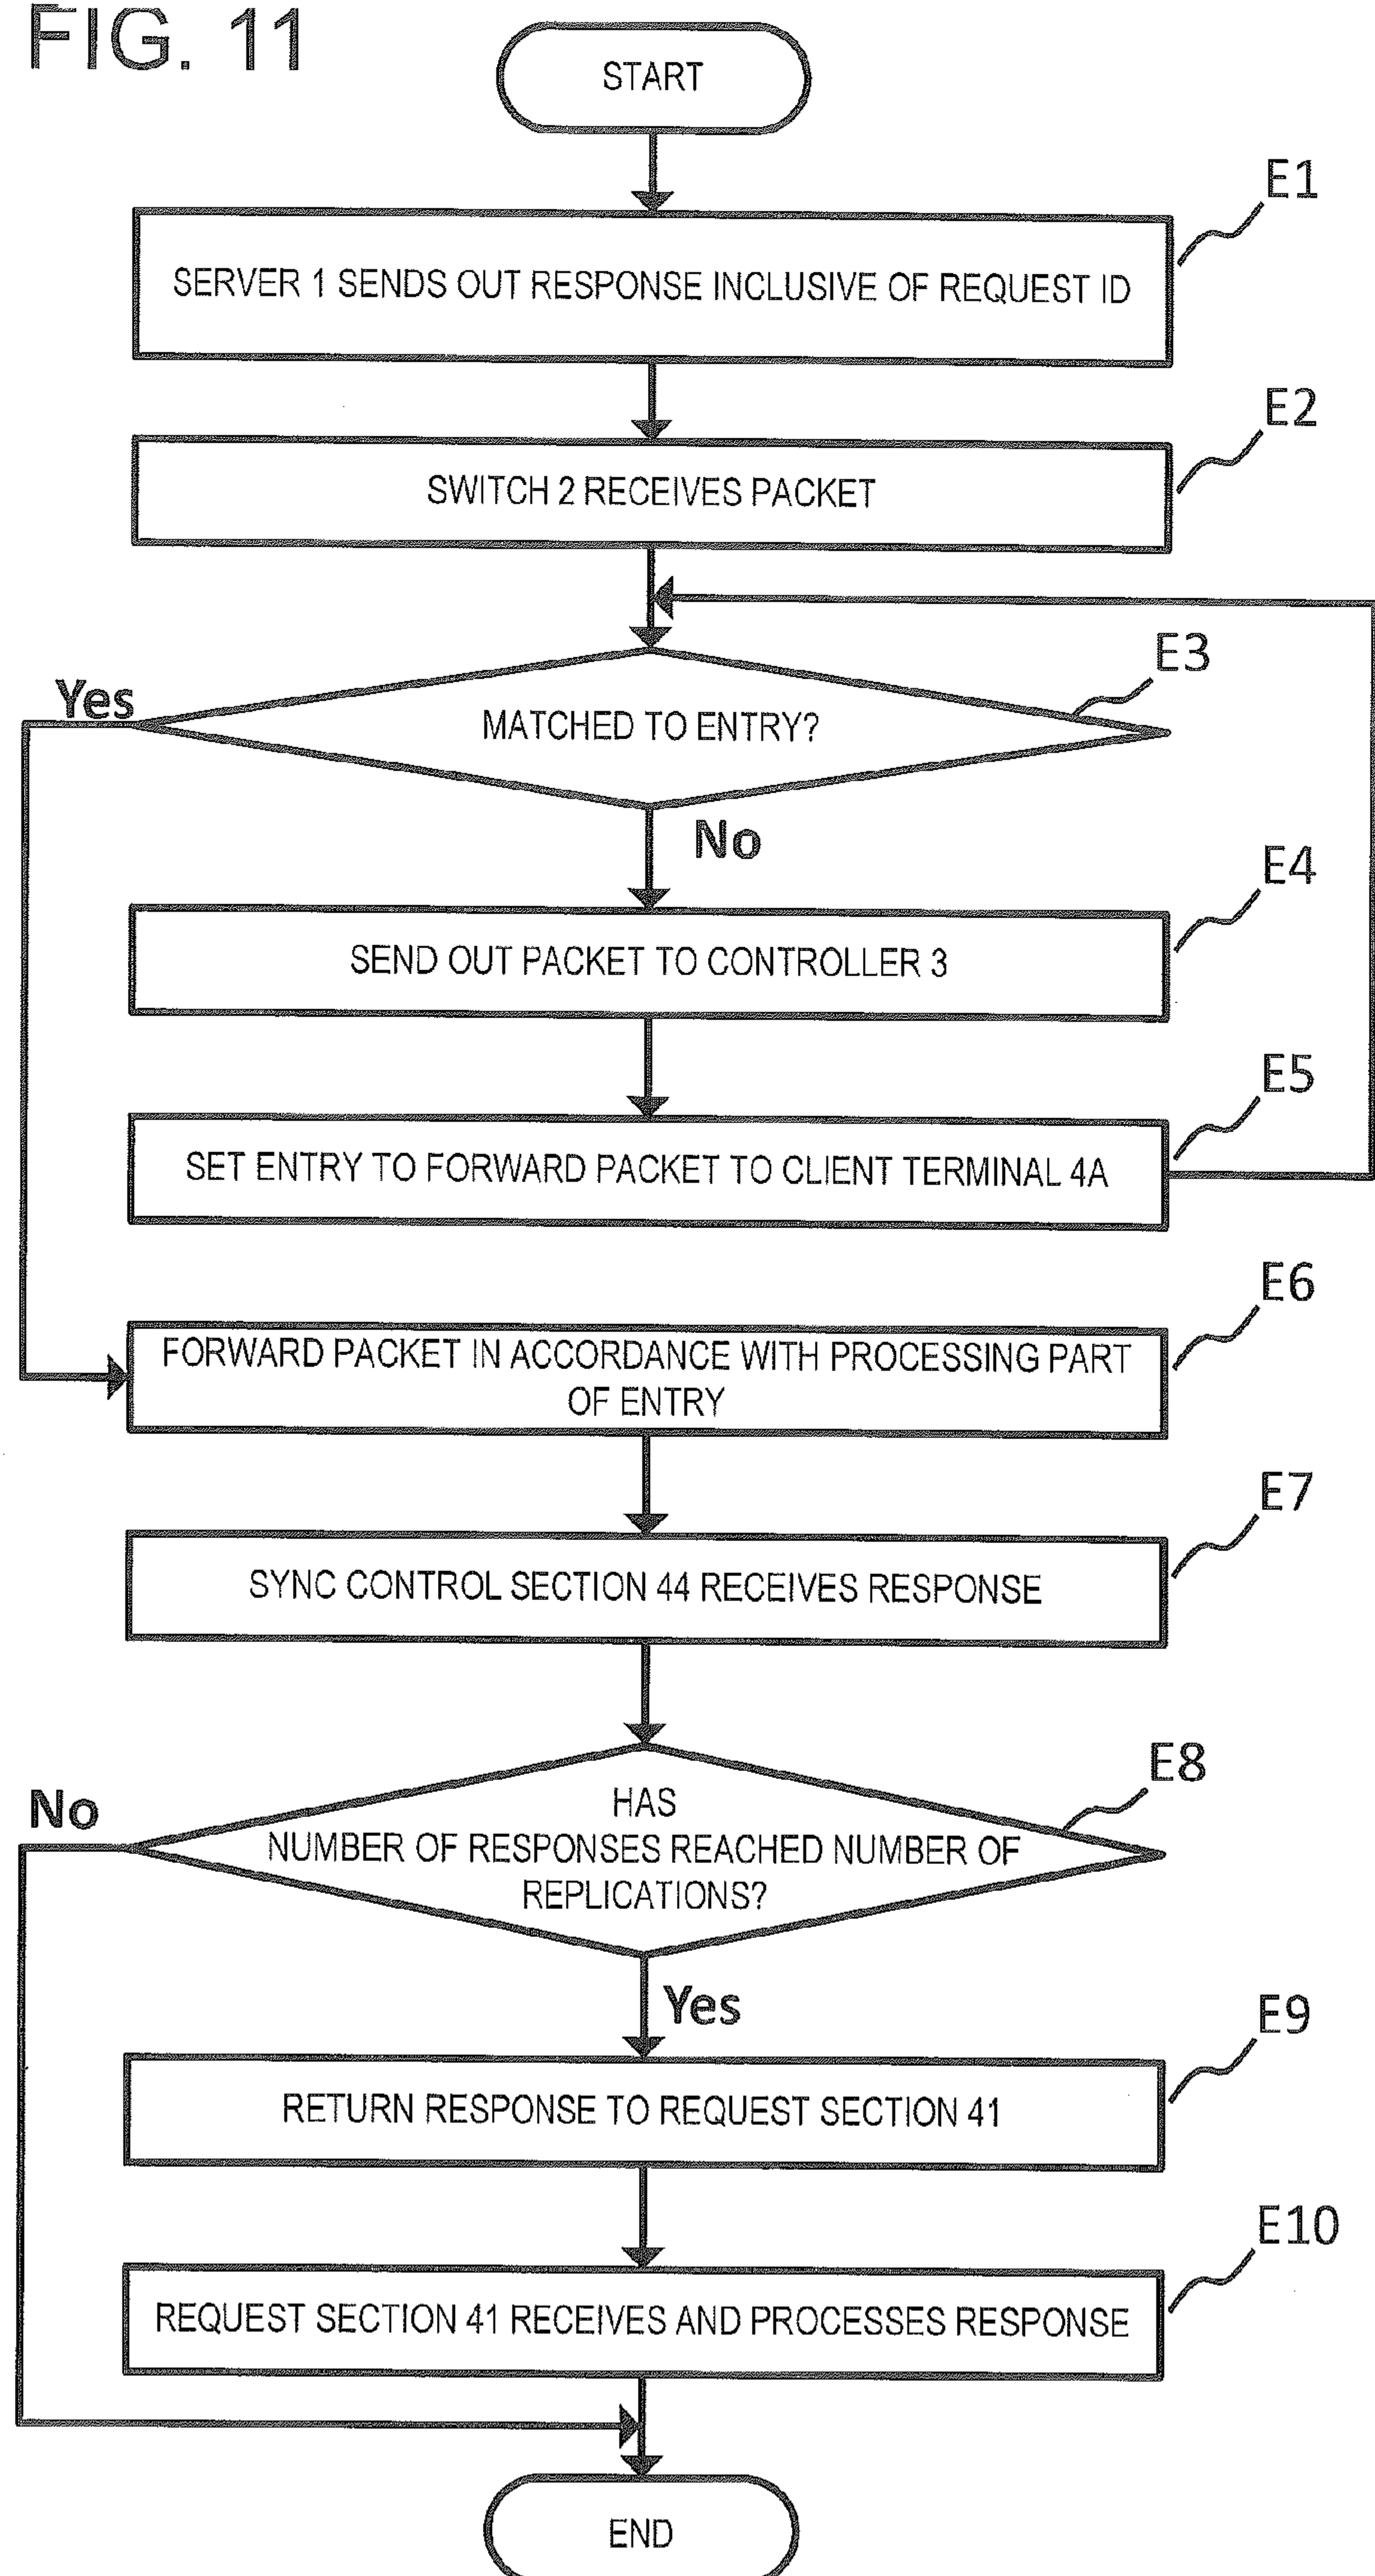 FIG. 11
START
E1
SERVER 1 SENDS OUT RESPONSE INCLUSIVE OF REQUEST ID
E2
SWITCH 2 RECEIVES PACKET
E3
Yes
MATCHED TO ENTRY?
No
E4
SEND OUT PACKET TO CONTROLLER 3
E5
SET ENTRY TO FORWARD PACKET TO CLIENT TERMINAL 4A
E6
FORWARD PACKET IN ACCORDANCE WITH PROCESSING PART
OF ENTRY
E7
SYNC CONTROL SECTION 44 RECEIVES RESPONSE
E8
No
HAS
NUMBER OF RESPONSES REACHED NUMBER OF
REPLICATIONS?
Yes
E9
RETURN RESPONSE TO REQUEST SECTION 41
E10
REQUEST SECTION 41 RECEIVES AND PROCESSES RESPONSE
END